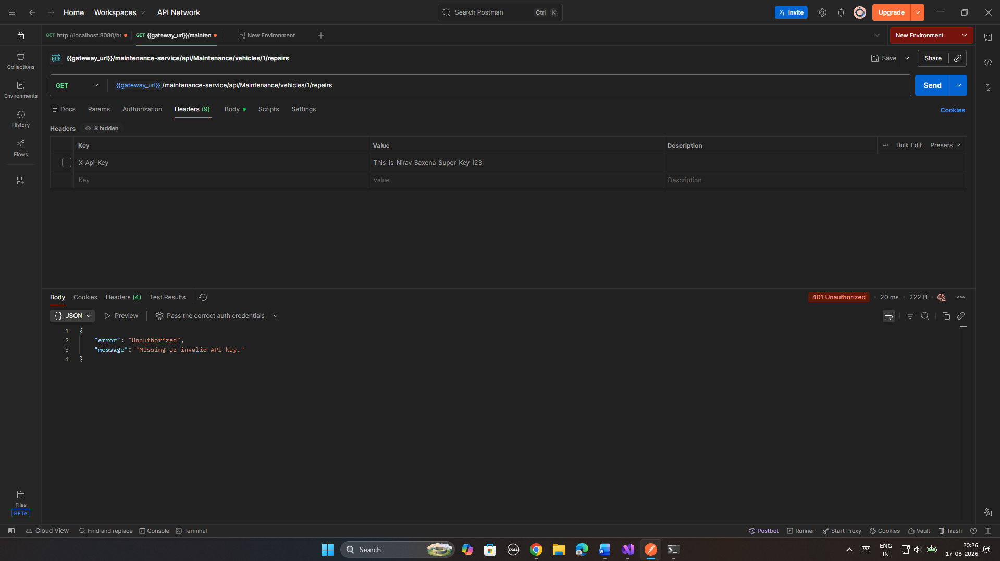 Home Workspaces API Network Search Postman Ctrl K Invite Upgrade
GET http://localhost:8080/he GET {{gateway_url}}/mainten New Environment New Environment
HTTP {{gateway_url}}/maintenance-service/api/Maintenance/vehicles/1/repairs Save Share
GET {{gateway_url}} /maintenance-service/api/Maintenance/vehicles/1/repairs Send
Docs Params Authorization Headers (9) Body Scripts Settings Cookies
Headers 8 hidden
Key Value Description Bulk Edit Presets
X-Api-Key This_is_Nirav_Saxena_Super_Key_123
Key Value Description
Collections
Environments
History
Flows
Body Cookies Headers (4) Test Results 401 Unauthorized 20 ms 222 B
{} JSON Preview Pass the correct auth credentials
1 {
2 "error": "Unauthorized",
3 "message": "Missing or invalid API key."
4 }
Files
BETA
AI
Cloud View Find and replace Console Terminal Postbot Runner Start Proxy Cookies Vault Trash
Search DELL ENG IN 20:26 17-03-2026